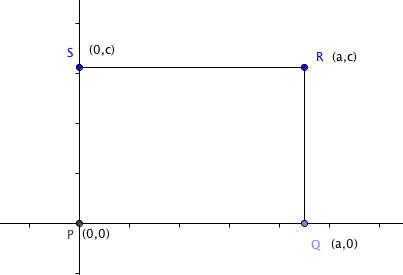 S (0,c)
R (a,c)
P (0,0)
Q (a,0)